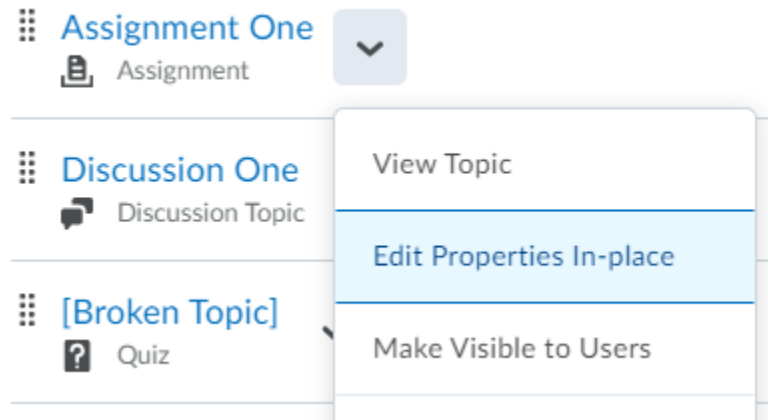 Assignment One
Assignment
Discussion One
Discussion Topic
[Broken Topic]
Quiz
View Topic
Edit Properties In-place
Make Visible to Users